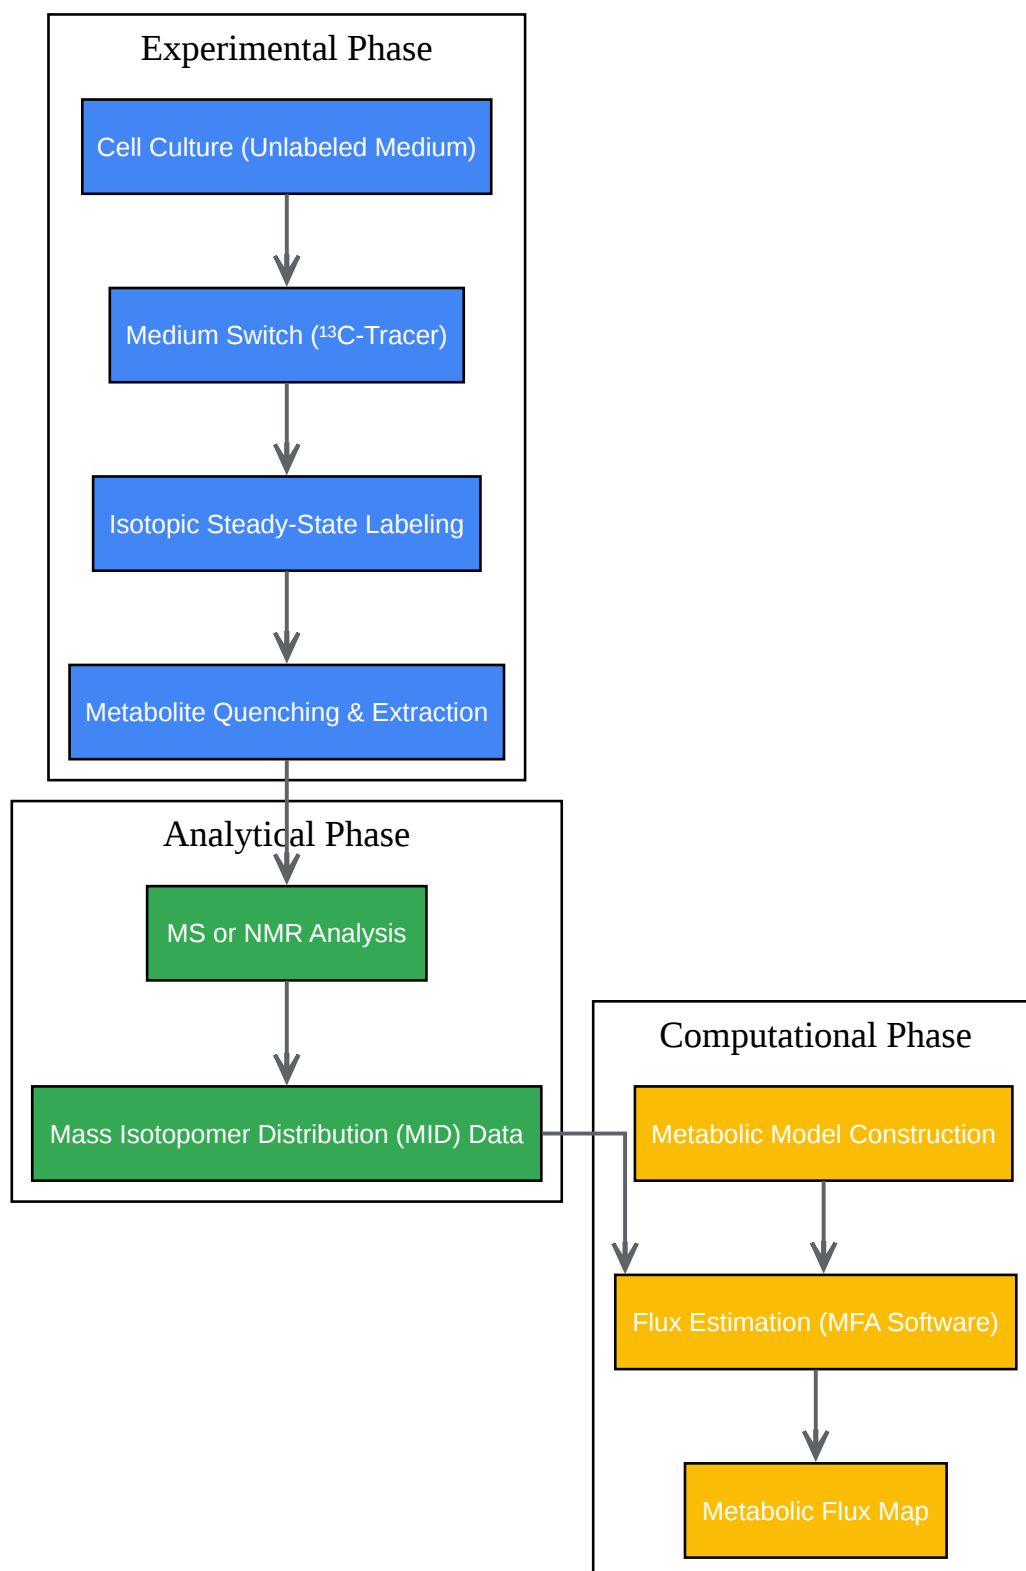 Experimental Phase
Cell Culture (Unlabeled Medium)
Medium Switch (¹³C-Tracer)
Isotopic Steady-State Labeling
Metabolite Quenching & Extraction
Analytical Phase
MS or NMR Analysis
Mass Isotopomer Distribution (MID) Data
Computational Phase
Metabolic Model Construction
Flux Estimation (MFA Software)
Metabolic Flux Map